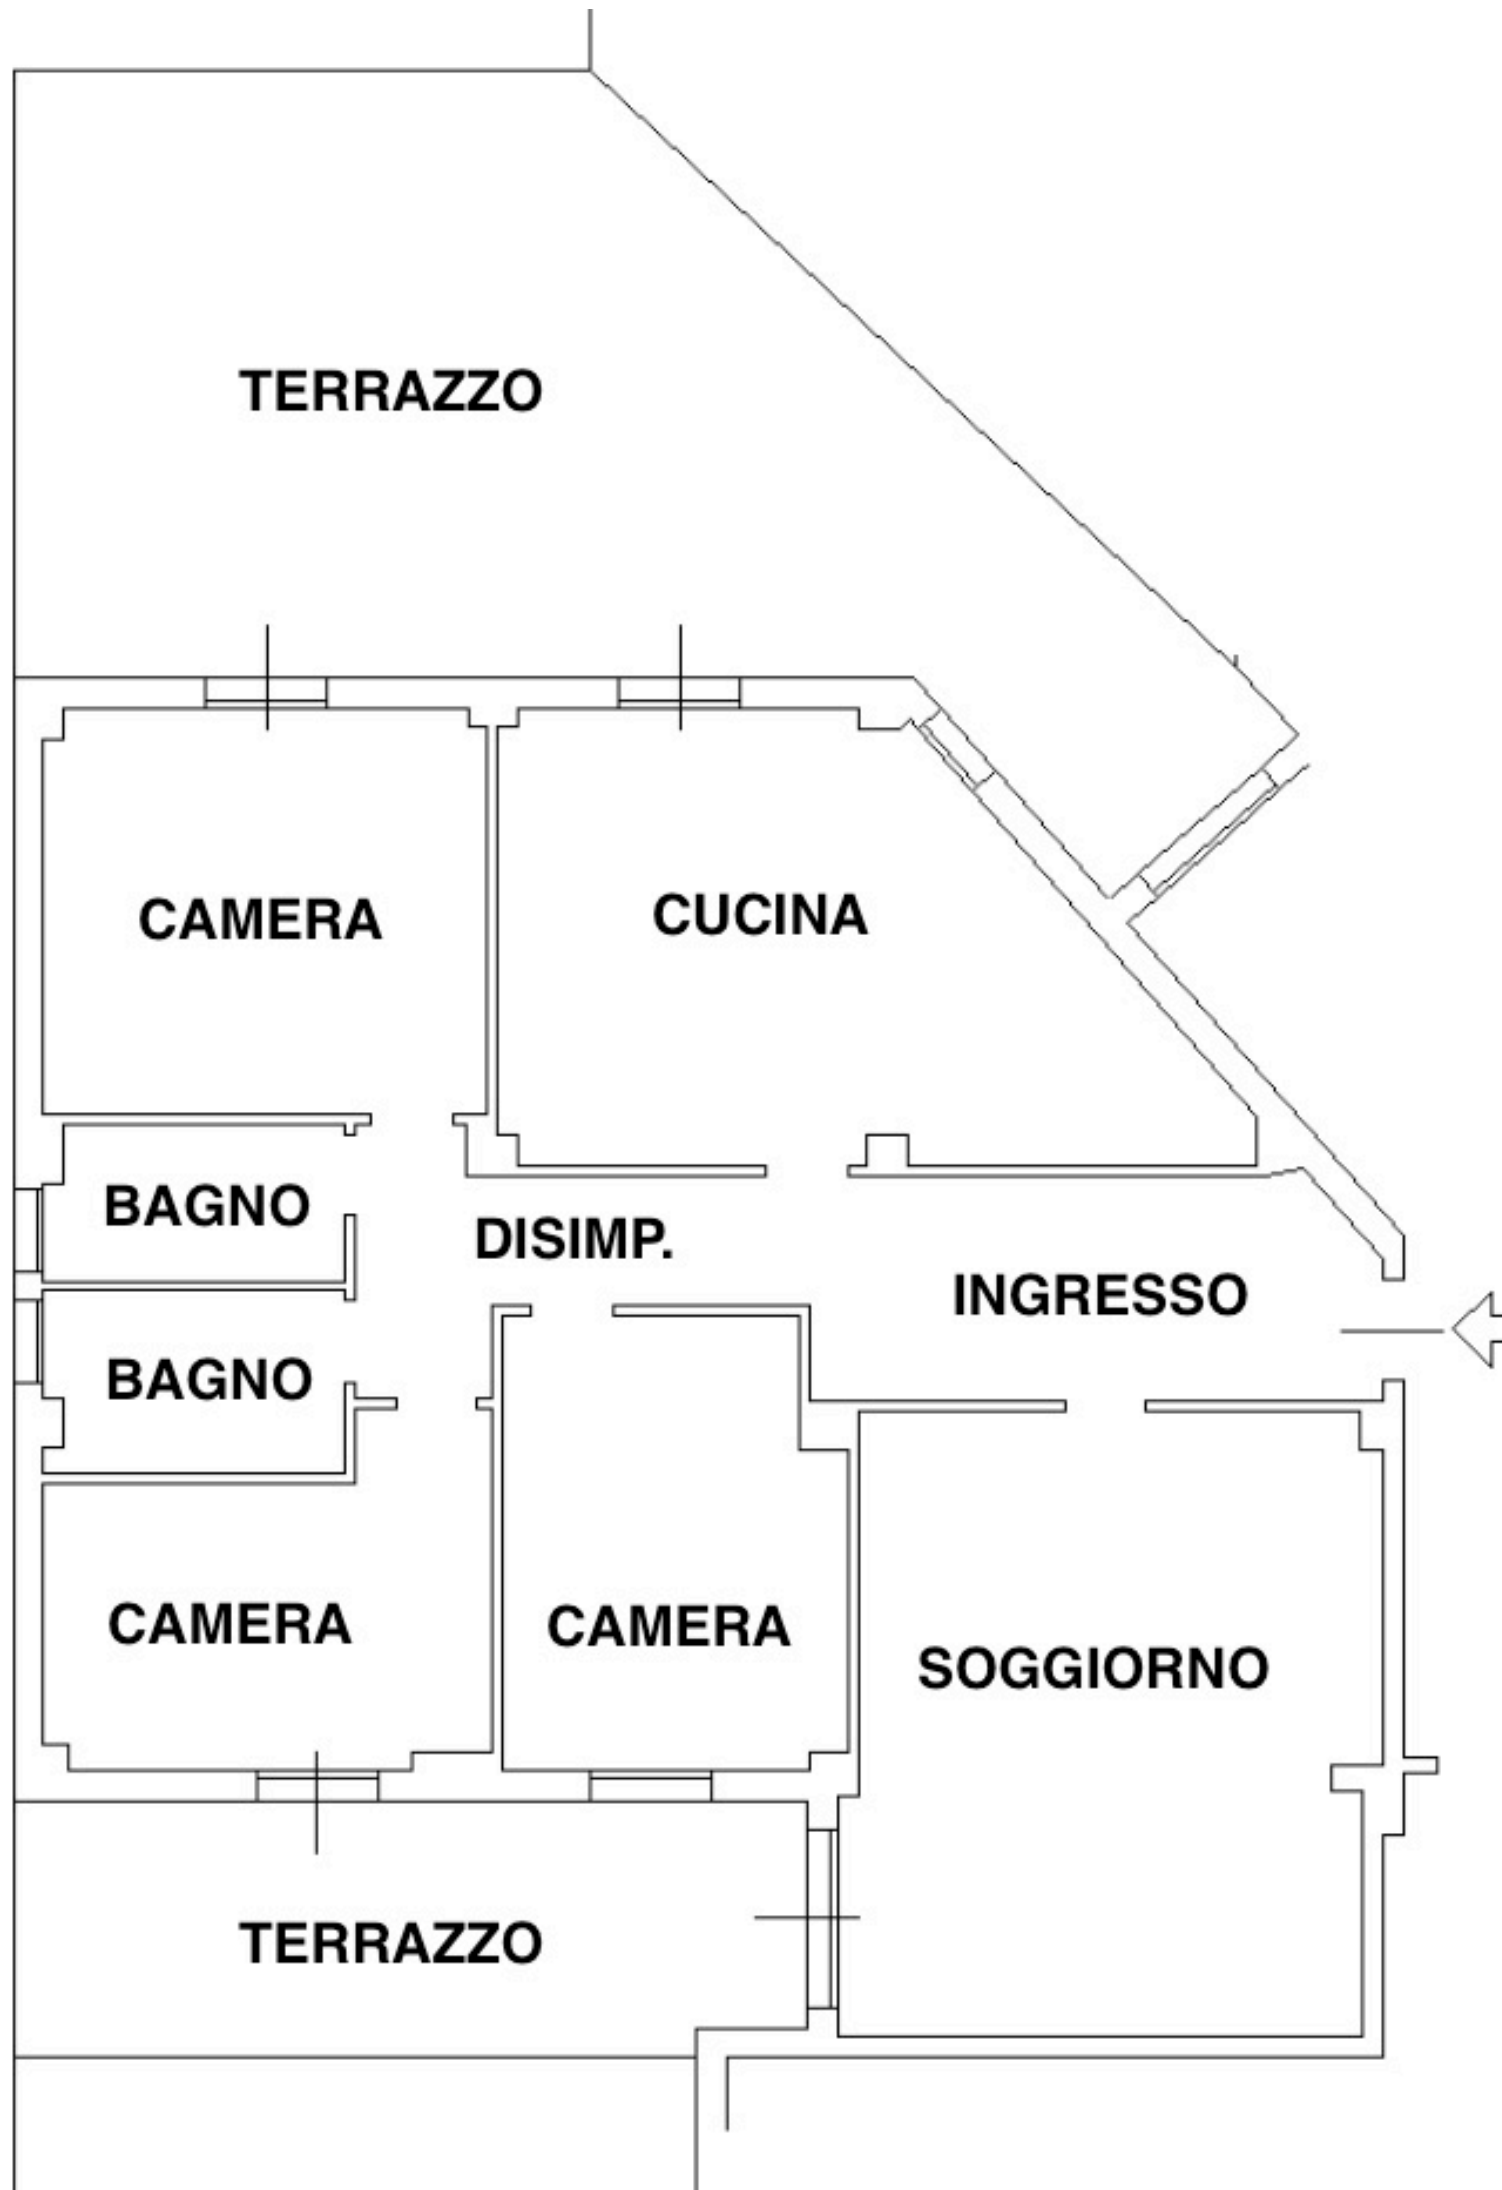 TERRAZZO
CAMERA
CUCINA
BAGNO
DISIMP.
INGRESSO
BAGNO
CAMERA
CAMERA
SOGGIORNO
TERRAZZO